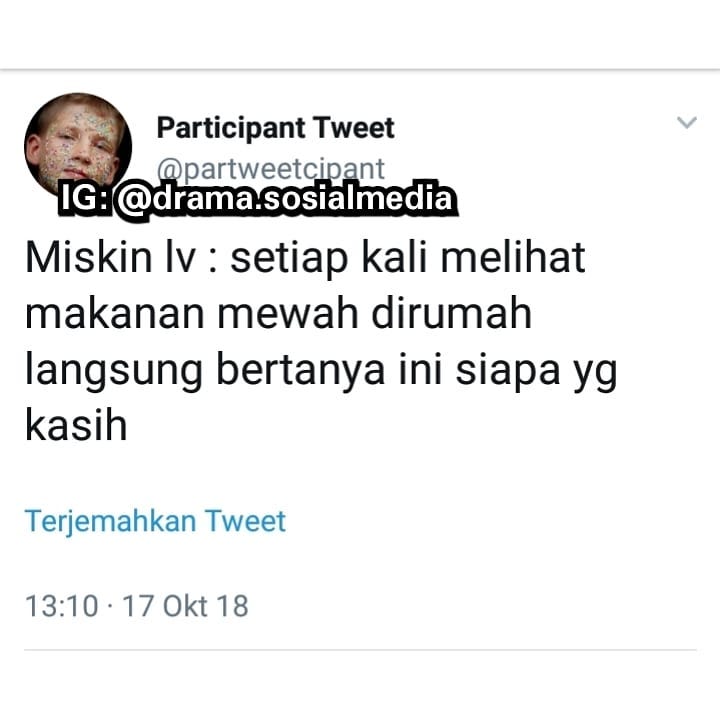 Participant Tweet
@partweetcipant
IG: @drama.sosialmedia
Miskin lv : setiap kali melihat
makanan mewah dirumah
langsung bertanya ini siapa yg
kasih
Terjemahkan Tweet
13:10 · 17 Okt 18